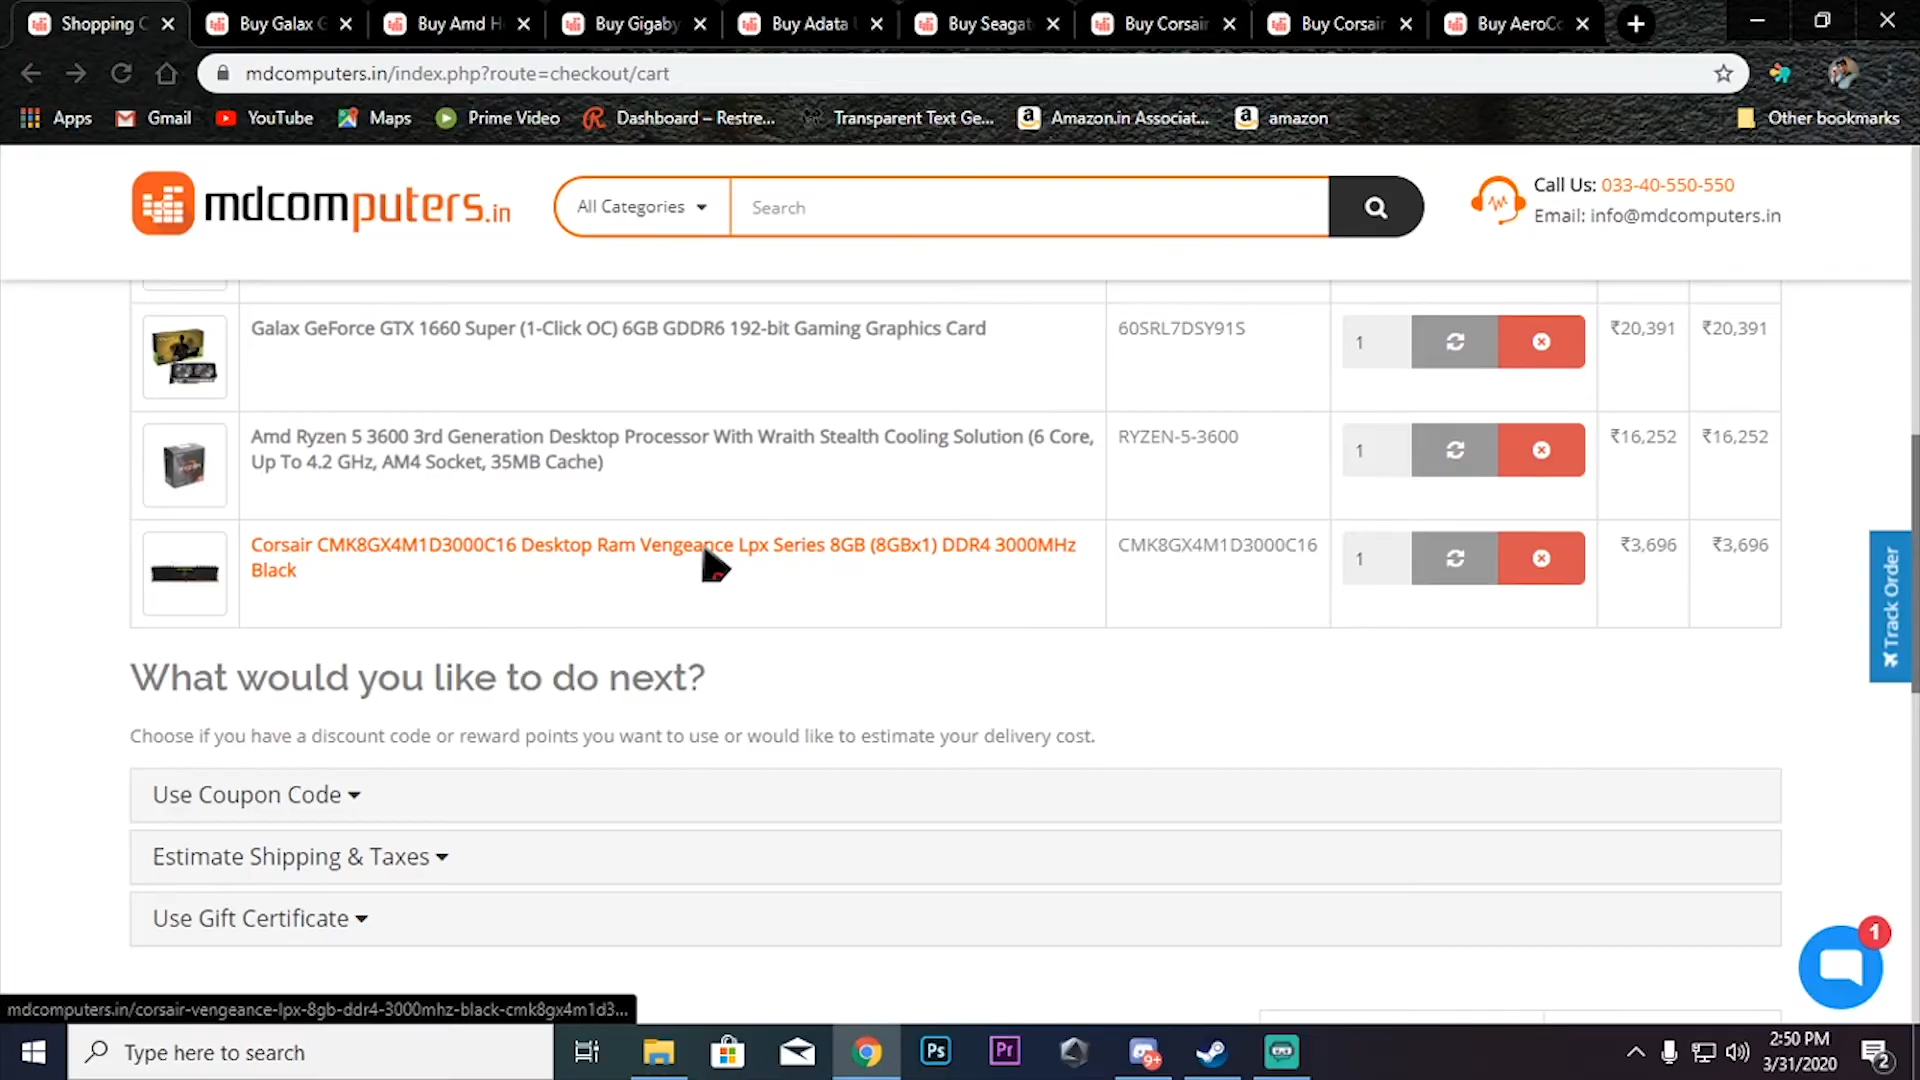 Shopping C
Buy Galax G
Buy Amd H
Buy Gigaby
Buy Adata
Buy Seagat
Buy Corsair
Buy Corsair
Buy AeroCo
mdcomputers.in/index.php?route=checkout/cart
Apps
Gmail
YouTube
Maps
Prime Video
Dashboard – Restre...
Transparent Text Ge...
Amazon.in Associat...
amazon
Other bookmarks
mdcomputers.in
All Categories
Search
Call Us: 033-40-550-550
Email: info@mdcomputers.in
Galax GeForce GTX 1660 Super (1-Click OC) 6GB GDDR6 192-bit Gaming Graphics Card
60SRL7DSY91S
1
₹20,391
₹20,391
Amd Ryzen 5 3600 3rd Generation Desktop Processor With Wraith Stealth Cooling Solution (6 Core,
Up To 4.2 GHz, AM4 Socket, 35MB Cache)
RYZEN-5-3600
1
₹16,252
₹16,252
Corsair CMK8GX4M1D3000C16 Desktop Ram Vengeance Lpx Series 8GB (8GBx1) DDR4 3000MHz
Black
CMK8GX4M1D3000C16
1
₹3,696
₹3,696
Track Order
What would you like to do next?
Choose if you have a discount code or reward points you want to use or would like to estimate your delivery cost.
Use Coupon Code
Estimate Shipping & Taxes
Use Gift Certificate
1
mdcomputers.in/corsair-vengeance-lpx-8gb-ddr4-3000mhz-black-cmk8gx4m1d3...
Type here to search
Ps
Pr
9+
2:50 PM
3/31/2020
2